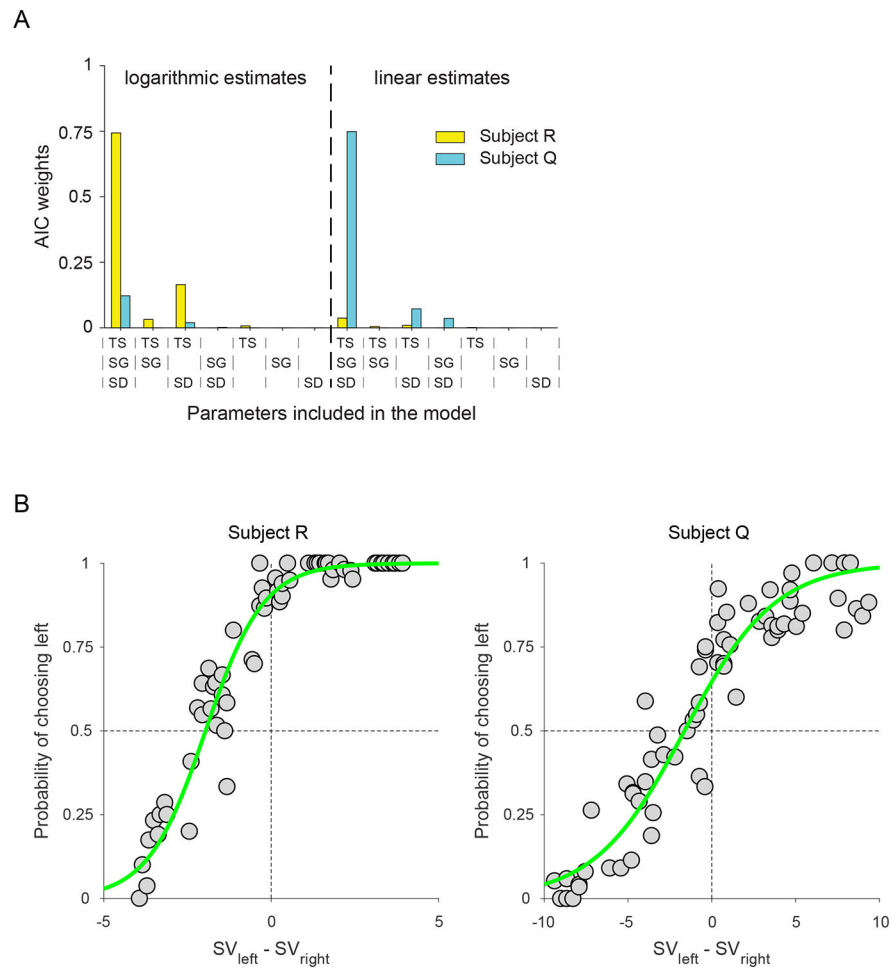 A
1
logarithmic estimates
linear estimates
0.75
Subject R
Subject Q
0.5
AIC weights
0.25
0
TS TS TS TS TS TS TS TS
SG SG SG SG SG SG SG SG
SD SD SD SD SD SD SD SD
Parameters included in the model
B
Subject R
Subject Q
1
0.75
0.5
0.25
0
Probability of choosing left
-5 0 5
SVleft - SVright
1
0.75
0.5
0.25
0
Probability of choosing left
-10 -5 0 5 10
SVleft - SVright